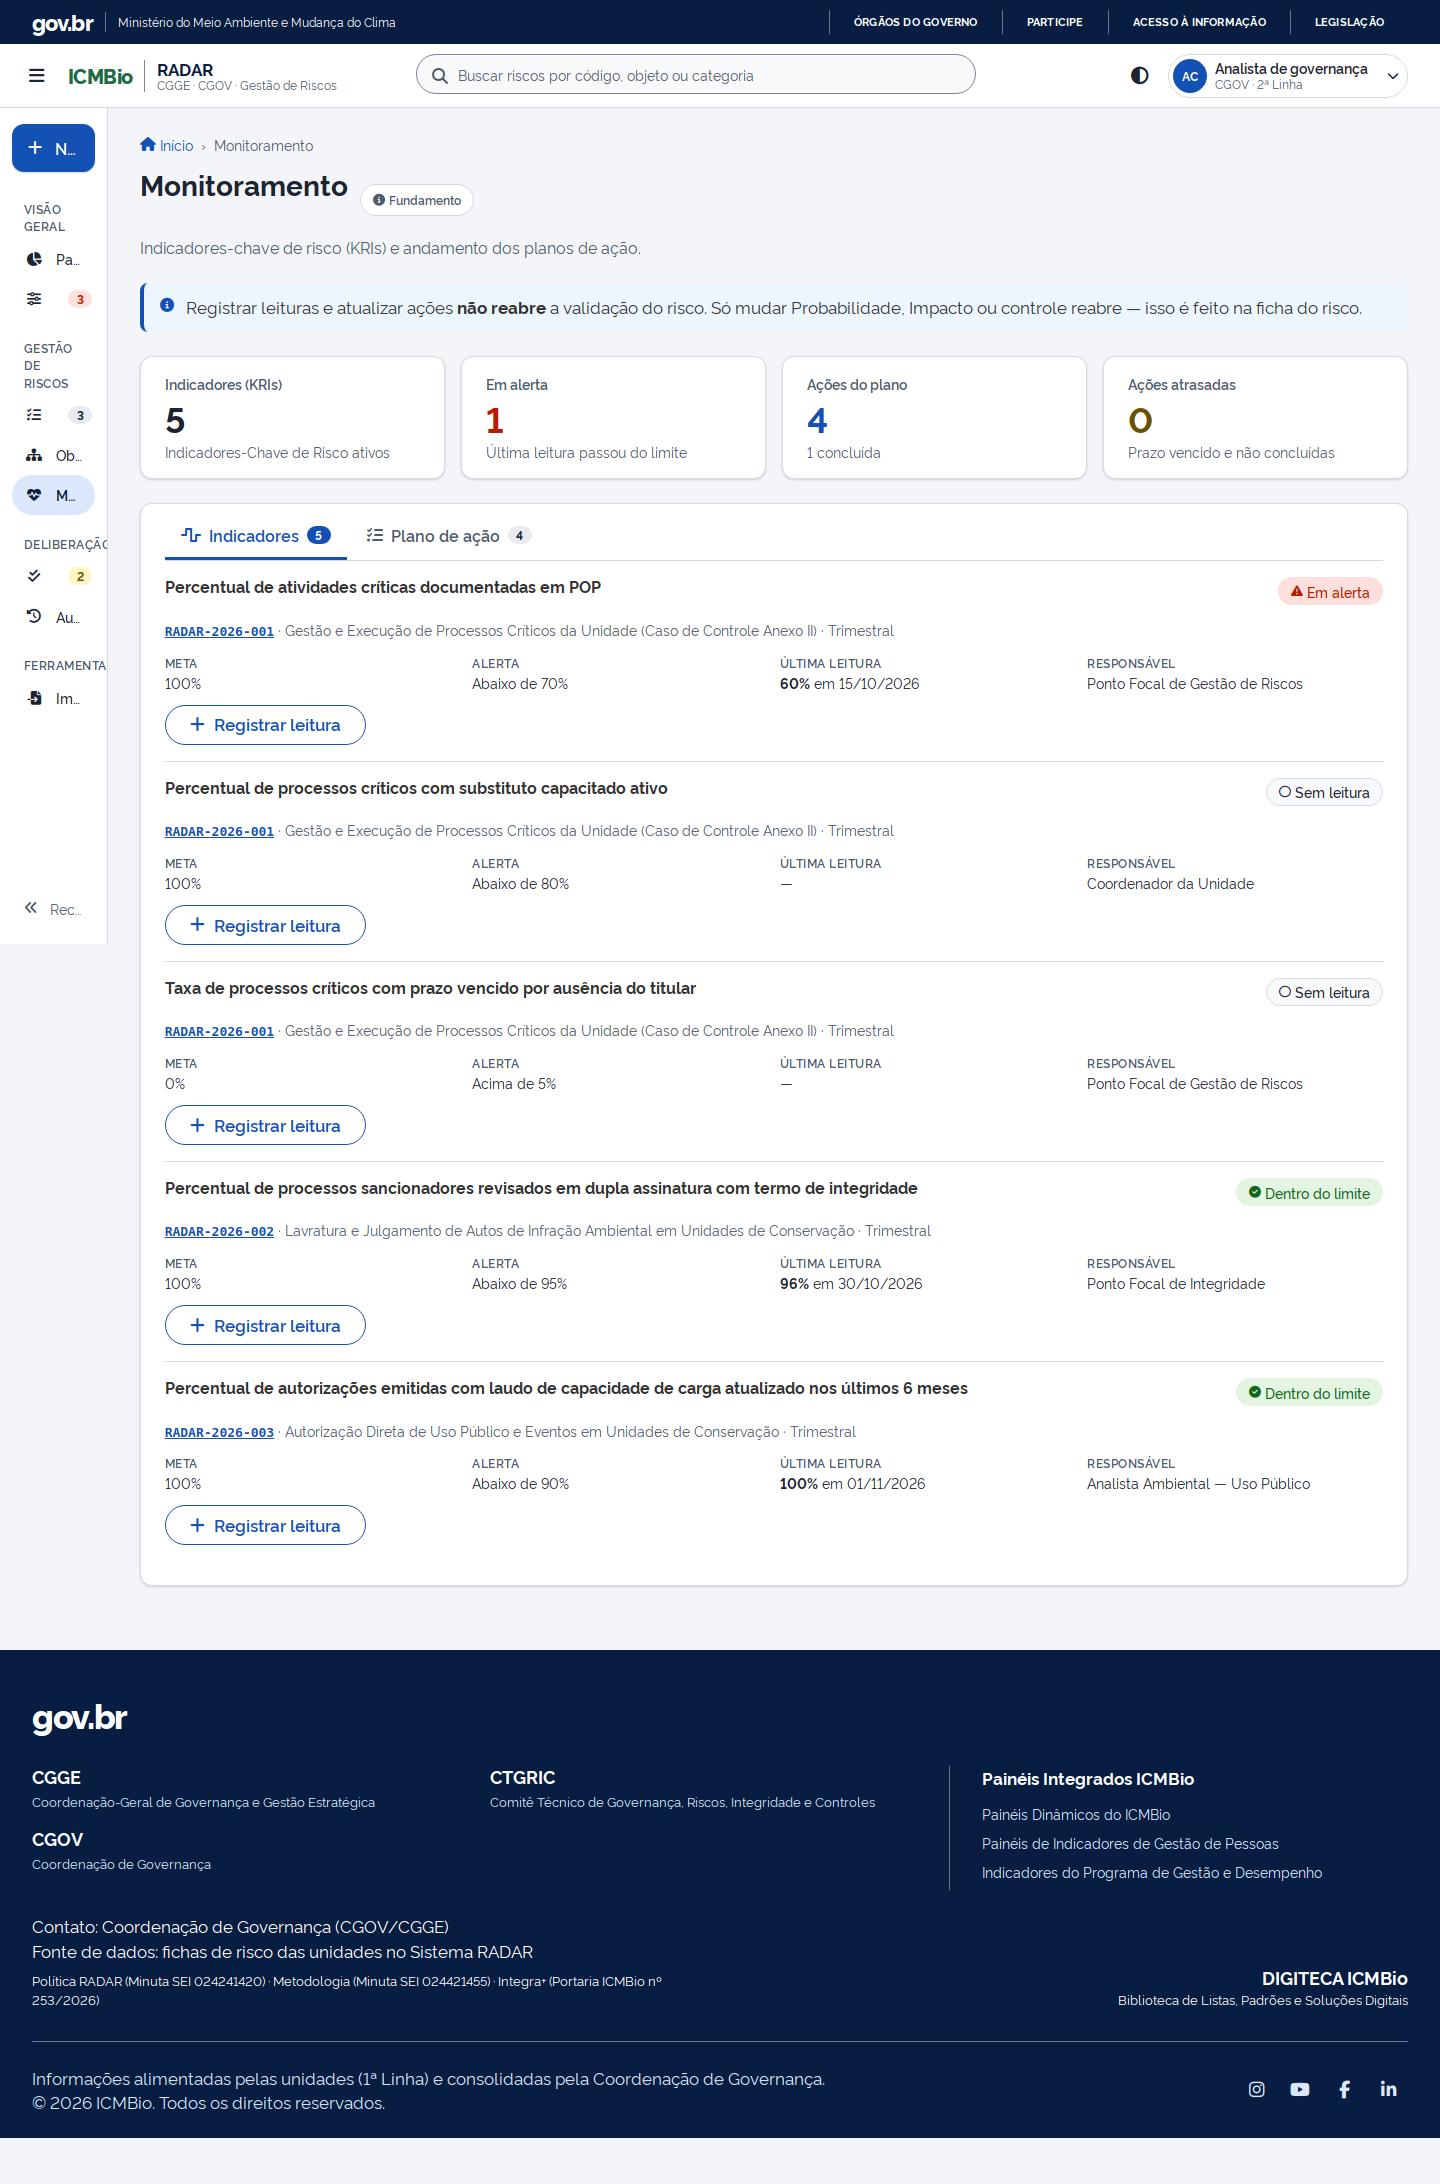 gov.br Ministério do Meio Ambiente e Mudança do Clima ÓRGÃOS DO GOVERNO PARTICIPE ACESSO À INFORMAÇÃO LEGISLAÇÃO
ICMBio RADAR
CGGE · CGOV · Gestão de Riscos
Buscar riscos por código, objeto ou categoria
AC Analista de governança
CGOV · 2ª Linha
N...
VISÃO
GERAL
Pa...
3
GESTÃO
DE
RISCOS
3
Ob...
M...
DELIBERAÇÃO
2
Au...
FERRAMENTA
Im...
Rec...
Início › Monitoramento
Monitoramento Fundamento
Indicadores-chave de risco (KRIs) e andamento dos planos de ação.
Registrar leituras e atualizar ações não reabre a validação do risco. Só mudar Probabilidade, Impacto ou controle reabre — isso é feito na ficha do risco.
Indicadores (KRIs)
5
Indicadores-Chave de Risco ativos
Em alerta
1
Última leitura passou do limite
Ações do plano
4
1 concluída
Ações atrasadas
0
Prazo vencido e não concluídas
Indicadores 5 Plano de ação 4
Percentual de atividades críticas documentadas em POP Em alerta
RADAR-2026-001 · Gestão e Execução de Processos Críticos da Unidade (Caso de Controle Anexo II) · Trimestral
META ALERTA ÚLTIMA LEITURA RESPONSÁVEL
100% Abaixo de 70% 60% em 15/10/2026 Ponto Focal de Gestão de Riscos
Registrar leitura
Percentual de processos críticos com substituto capacitado ativo Sem leitura
RADAR-2026-001 · Gestão e Execução de Processos Críticos da Unidade (Caso de Controle Anexo II) · Trimestral
META ALERTA ÚLTIMA LEITURA RESPONSÁVEL
100% Abaixo de 80% — Coordenador da Unidade
Registrar leitura
Taxa de processos críticos com prazo vencido por ausência do titular Sem leitura
RADAR-2026-001 · Gestão e Execução de Processos Críticos da Unidade (Caso de Controle Anexo II) · Trimestral
META ALERTA ÚLTIMA LEITURA RESPONSÁVEL
0% Acima de 5% — Ponto Focal de Gestão de Riscos
Registrar leitura
Percentual de processos sancionadores revisados em dupla assinatura com termo de integridade Dentro do limite
RADAR-2026-002 · Lavratura e Julgamento de Autos de Infração Ambiental em Unidades de Conservação · Trimestral
META ALERTA ÚLTIMA LEITURA RESPONSÁVEL
100% Abaixo de 95% 96% em 30/10/2026 Ponto Focal de Integridade
Registrar leitura
Percentual de autorizações emitidas com laudo de capacidade de carga atualizado nos últimos 6 meses Dentro do limite
RADAR-2026-003 · Autorização Direta de Uso Público e Eventos em Unidades de Conservação · Trimestral
META ALERTA ÚLTIMA LEITURA RESPONSÁVEL
100% Abaixo de 90% 100% em 01/11/2026 Analista Ambiental — Uso Público
Registrar leitura
gov.br
CGGE
Coordenação-Geral de Governança e Gestão Estratégica
CGOV
Coordenação de Governança
CTGRIC
Comitê Técnico de Governança, Riscos, Integridade e Controles
Painéis Integrados ICMBio
Painéis Dinâmicos do ICMBio
Painéis de Indicadores de Gestão de Pessoas
Indicadores do Programa de Gestão e Desempenho
Contato: Coordenação de Governança (CGOV/CGGE)
Fonte de dados: fichas de risco das unidades no Sistema RADAR
Política RADAR (Minuta SEI 024241420) · Metodologia (Minuta SEI 024421455) · Integra+ (Portaria ICMBio nº
253/2026)
DIGITECA ICMBio
Biblioteca de Listas, Padrões e Soluções Digitais
Informações alimentadas pelas unidades (1ª Linha) e consolidadas pela Coordenação de Governança.
© 2026 ICMBio. Todos os direitos reservados.